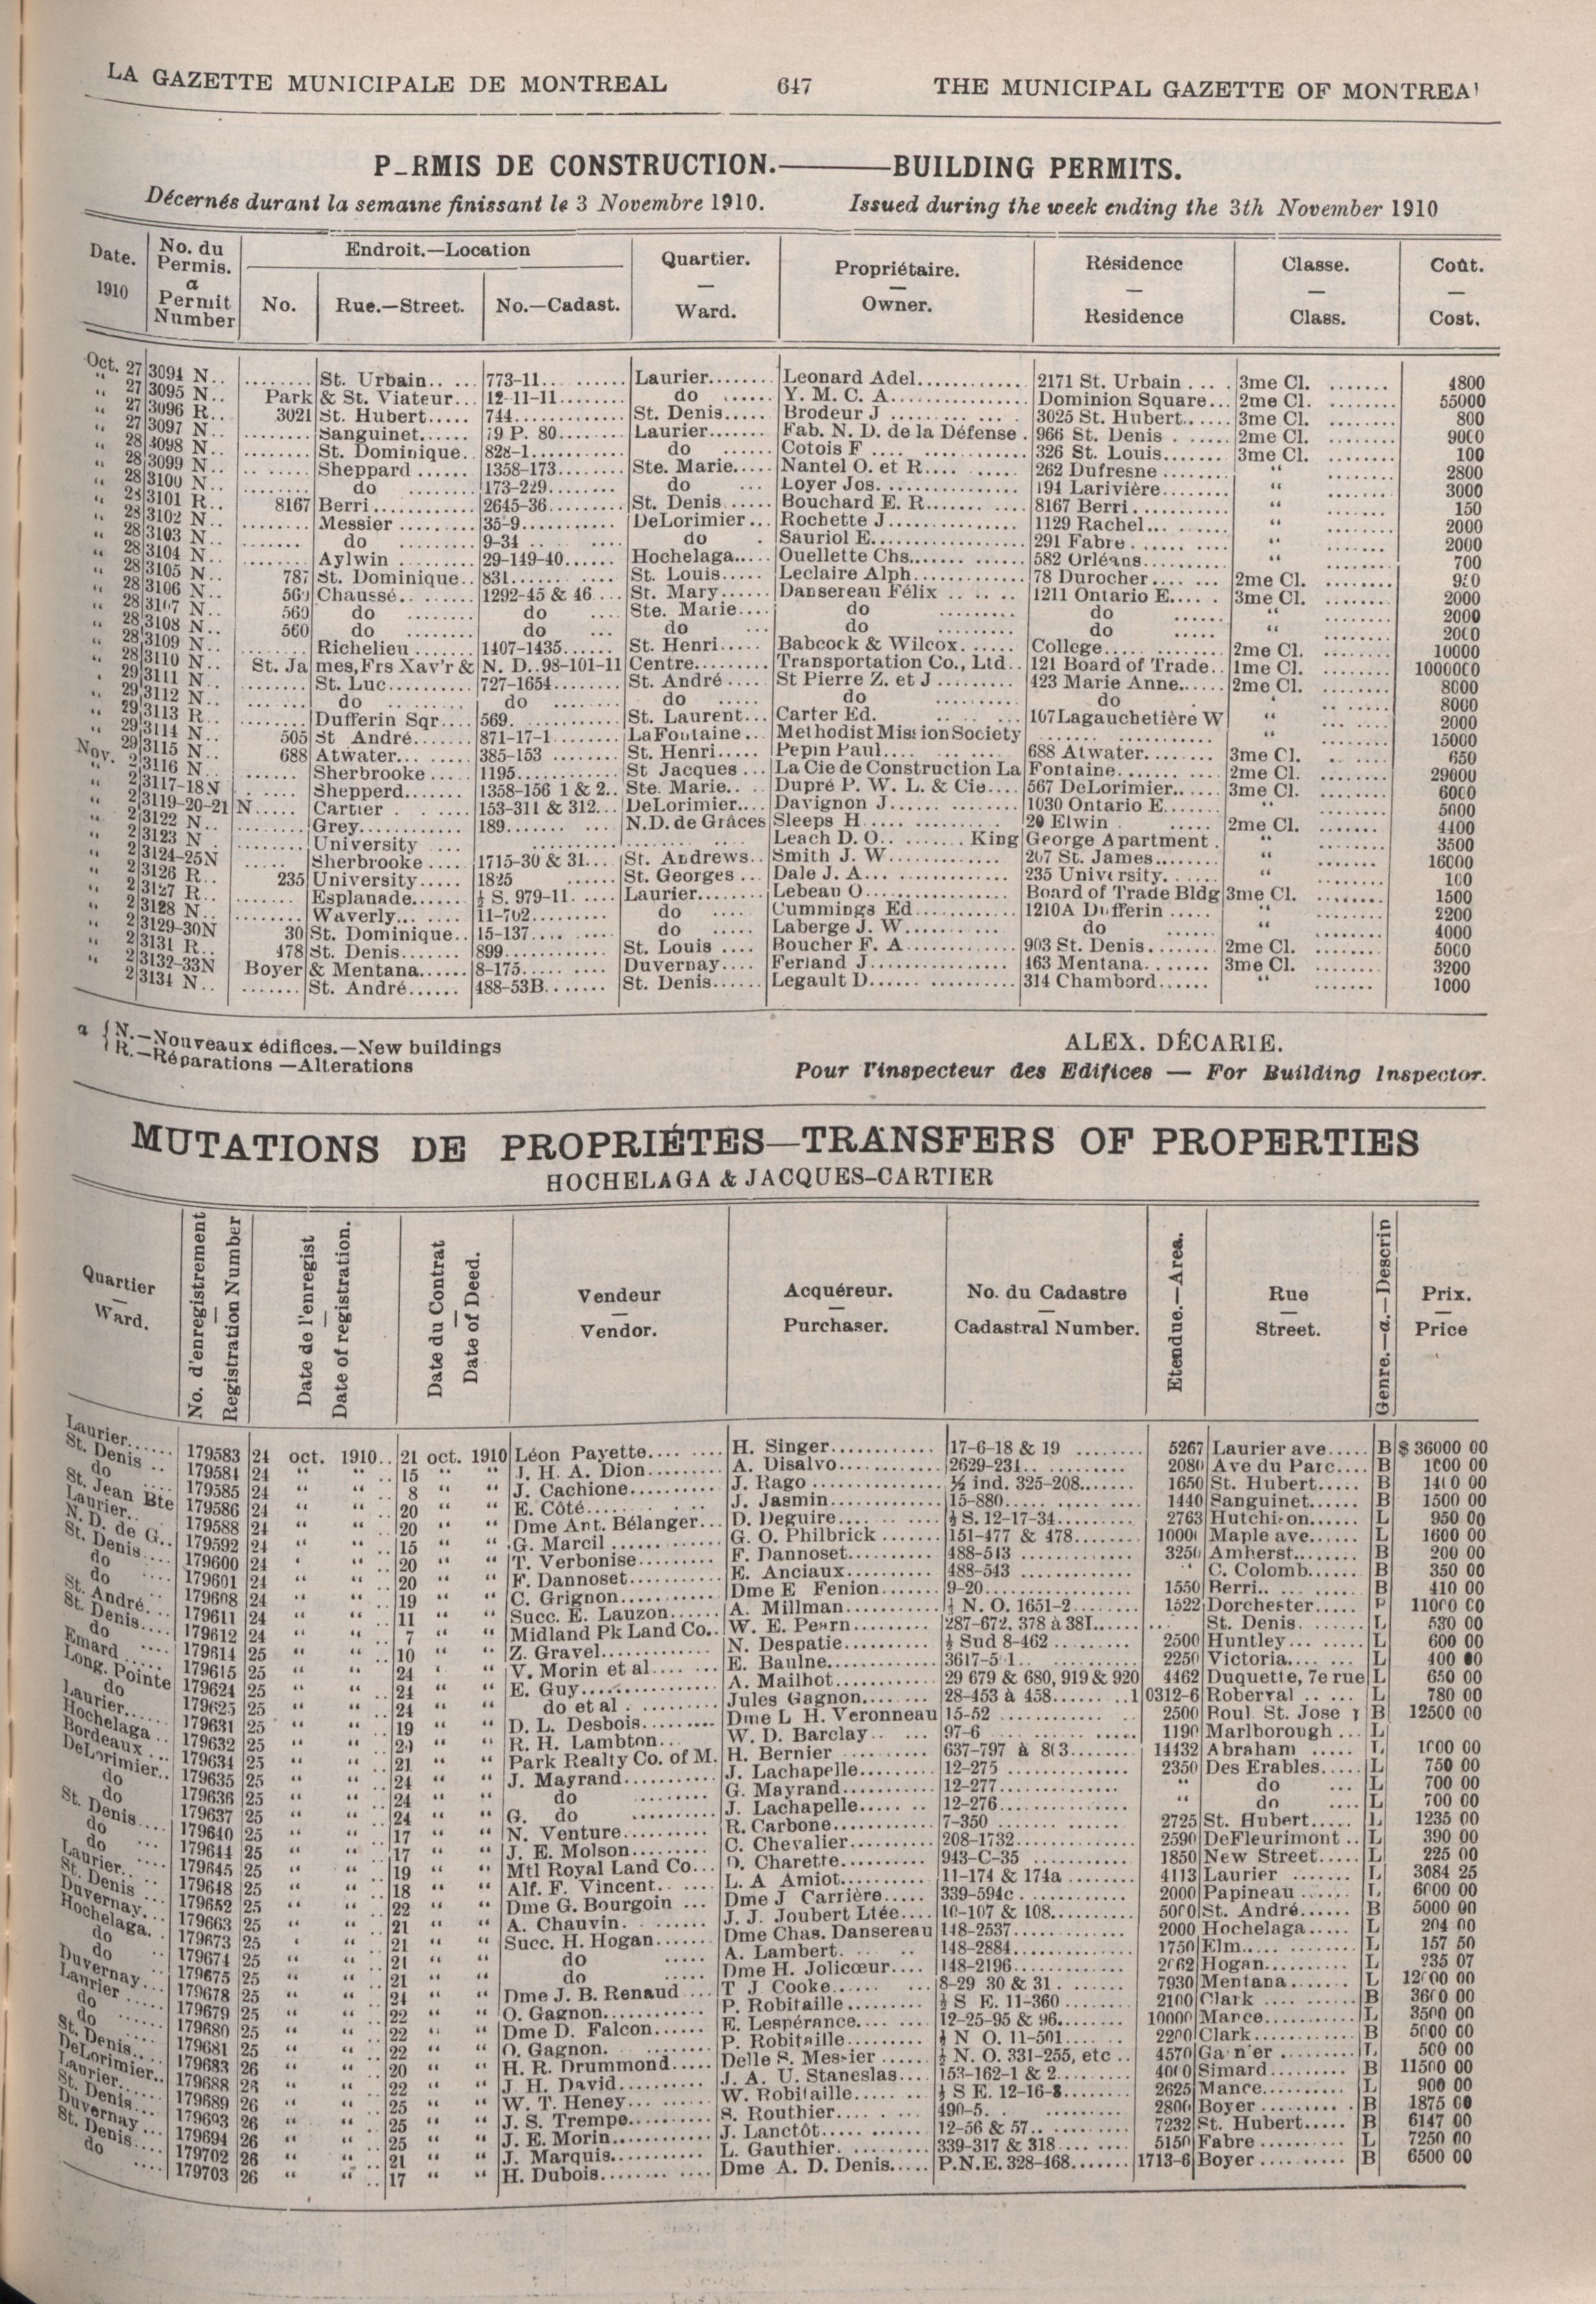 LA GAZETTE MUNICIPALE DE MONTREAL 647 THE MUNICIPAL GAZETTE OF MONTREA
P_RMIS DE CONSTRUCTION.———BUILDING PERMITS.
Décernés durant la semaine finissant le 3 Novembre 1910. Issued during the week ending the 3th November 1910
Date. 1910 No. du Permis. a Permit Number Endroit.—Location No. Rue.—Street. No.—Cadast. Quartier. — Ward. Propriétaire. — Owner. Résidence — Residence Classe. — Class. Coût. — Cost.
Oct. 27 3094 N.. ........ St. Urbain.. ... 773-11.. ........ Laurier........ Leonard Adel............ 2171 St. Urbain ... . 3me Cl. ....... 4800
" 27 3095 N.. Park & St. Viateur... 12-11-11........ do ...... Y. M. C. A............... Dominion Square... 2me Cl. ........ 55000
" 27 3096 R.. 3021 St. Hubert..... 744............. St. Denis..... Brodeur J ...... ... .... 3025 St. Hubert...... 3me Cl. ........ 800
" 27 3097 N.. ........ Sanguinet...... 79 P. 80........ Laurier....... Fab. N. D. de la Défense . 966 St. Denis . ..... 2me Cl. ........ 9000
" 28 3098 N.. ........ St. Dominique.. 828-1........... do ...... Cotois F .... 326 St. Louis....... 3me Cl. ........ 100
" 28 3099 N.. ........ Sheppard ...... 1358-173........ Ste. Marie..... Nantel O. et R.... ...... 262 Dufresne .... " ........ 2800
" 28 3100 N.. ........ do ........ 173-229........ do ... Loyer Jos. .............. 194 Larivière........ " ........ 3000
" 28 3101 R.. 8167 Berri............ 2645-36......... St. Denis...... Bouchard E. R....... 8167 Berri........... " ........ 150
" 28 3102 N.. ........ Messier ......... 35-9........... DeLorimier... Rochette J............... 1129 Rachel... ...... " ........ 2000
" 28 3103 N.. ....... do ......... 9-34 .. .... do . Sauriol E............... 291 Fabre . ..... .... " ........ 2000
" 28 3104 N.. ........ Aylwin ......... 29-149-40...... Hochelaga..... Ouellette Chs....... ...... 582 Orléans.......... " ........ 700
" 28 3105 N.. 787 St. Dominique.. 831...... .... St. Louis..... Leclaire Alph............ 78 Durocher.... ... 2me Cl. ........ 950
" 28 3106 N.. 560 Chaussé.. ....... 1292-45 & 46 .... St. Mary...... Dansereau Félix .. .. .. 1211 Ontario E.... . 3me Cl. ........ 2000
" 28 3107 N.. 560 do ........ do ... Ste. Marie.... do ......... do ...... " ........ 2000
" 28 3108 N.. 560 do ........ do ... do ... do ......... do ..... " ........ 2000
" 28 3109 N.. ........ Richelieu ....... 1407-1435...... St. Henri..... Babcock & Wilcox. ..... College.... ......... 2me Cl. ........ 10000
" 28 3110 N.. St. James,Frs Xav'r & N. D..98-101-11 Centre......... Transportation Co., Ltd.. 121 Board of Trade.. 1me Cl. ........ 1000000
. 29 3111 N.. ........ St. Luc.......... 727-1654........ St. André ..... St Pierre Z. et J ......... 423 Marie Anne...... 2me Cl. ........ 8000
" 29 3112 N.. ....... do ........ do ........ do ..... do ......... do . ........ 8000
" 29 3113 R.. ........ Dufferin Sqr.... 569. ........... St. Laurent... Carter Ed. 107 Lagauchetière W " ........ 2000
" 29 3114 N.. 505 St André....... 871-17-1........ LaFontaine... Methodist Mission Society ...... " ........ 15000
Nov. 2 3115 N.. 688 Atwater... ..... 385-153 ........ St. Henri..... Pepin Paul.... ... .... 688 Atwater........ 3me Cl. .. ..... 650
" 2 3116 N.. ...... Sherbrooke ..... 1195............ St Jacques ... La Cie de Construction La Fontaine....... .... 2me Cl. ........ 29000
" 2 3117-18N ...... Shepperd....... 1358-156 1 & 2.. Ste. Marie.. . Dupré P. W. L. & Cie.... 567 DeLorimier.. ..... 3me Cl. ........ 6000
" 2 3119-20-21 N..... Cartier . ..... 153-311 & 312... DeLorimier.... Davignon J...... ....... 1030 Ontario E....... " ........ 5000
" 2 3122 N.. ........ Grey............ 189....... .... N.D. de Grâces Sleeps H .... .......... 20 Elwin . ..... 2me Cl. ....... 4400
" 2 3123 N . ........ University .... Leach D. O.. ....... King George Apartment . " ........ 3500
" 2 3124-25N ..... Sherbrooke ..... 1715-30 & 31.... St. Andrews.. Smith J. W............ 207 St. James........ " ....... 16000
" 2 3126 R.. 235 University..... 1825 ...... St. Georges ... Dale J. A... ............ 235 University. ...... " ........ 100
" 2 3127 R.. ....... Esplanade....... ½ S. 979-11..... Laurier........ Lebeau O............... Board of Trade Bldg 3me Cl. ........ 1500
" 2 3128 N.. ........ Waverly... ..... 11-702......... do .... Cummings Ed............ 1210A Dufferin ..... " ........ 2200
" 2 3129-30N 30 St. Dominique.. 15-137.... ..... do ..... Laberge J. W........... do ...... " ........ 4000
" 2 3131 R.. 478 St. Denis....... 899............ St. Louis .... Boucher F. A ............ 903 St. Denis........ 2me Cl. ........ 5000
" 2 3132-33N Boyer & Mentana...... 8-175..... .... Duvernay.... Ferland J................ 463 Mentana........ 3me Cl. ........ 3200
2 3134 N.. ....... St. André...... 488-53B....... St. Denis...... Legault D...... .......... 314 Chambord...... " ....... 1000
a { N.—Nouveaux édifices.—New buildings
R.—Réparations —Alterations
ALEX. DÉCARIE.
Pour l'inspecteur des Edifices — For Building Inspector.
MUTATIONS DE PROPRIÉTES—TRANSFERS OF PROPERTIES
HOCHELAGA & JACQUES-CARTIER
Quartier — Ward. No. d'enregistrement — Registration Number Date de l'enregist — Date of registration. Date du Contrat — Date of Deed. Vendeur — Vendor. Acquéreur. — Purchaser. No. du Cadastre — Cadastral Number. Etendue.—Area. Rue — Street. Genre.—a.—Descrin Prix. — Price
Laurier...... 179583 24 oct. 1910.. 21 oct. 1910 Léon Payette.... .... H. Singer............ 17-6-18 & 19 ........ 5267 Laurier ave..... B $ 36000 00
St. Denis .. 179584 24 " " .. 15 " " J. H. A. Dion......... A. Disalvo........... 2629-234.. ......... 2080 Ave du Parc.... B 1000 00
do .... 179585 24 " " .. 8 " " J. Cachione.......... J. Rago ............ ½ ind. 325-208....... 1650 St. Hubert..... B 1400 00
St. Jean Bte 179586 24 " " .. 20 " " E. Côté...... J. Jasmin............ 15-880..... ......... 1440 Sanguinet...... B 1500 00
Laurier.. 179588 24 " " .. 20 " " Dme Ant. Bélanger... D. Deguire...... .... ½ S. 12-17-34......... 2763 Hutchison...... L 950 00
N. D. de G.. 179592 24 " " .. 15 " " G. Marcil ........... G. O. Philbrick ....... 151-477 & 478........ Maple ave...... L 1600 00
St. Denis.... 179600 24 " " .. 20 " " T. Verbonise......... F. Dannoset.......... 488-543 ............ 3250 Amherst........ B 200 00
do .... 179601 24 " " .. 20 " " F. Dannoset.......... E. Anciaux.......... 488-543 ............ " C. Colomb...... B 350 00
do .. 179608 24 " " .. 19 " " C. Grignon.......... Dme E Fenion....... 9-20................ 1550 Berri.. ... ..... B 410 00
St. André... 179611 24 " " .. 11 " " Succ. E. Lauzon...... A. Millman.......... N. O. 1651-2........ 1522 Dorchester..... 11000 00
St. Denis.... 179612 24 " " .. 7 " " Midland Pk Land Co.. W. E. Pearn......... 287-672, 378 à 381...... ... St. Denis........ L 530 00
do .... 179614 25 " " .. 10 " " Z. Gravel............ N. Despatie.......... ½ Sud 8-462 ......... 2500 Huntley... ...... L 600 00
Emard ..... 179615 25 " " .. 24 " " V. Morin et al.... ... E. Baulne........... 2250 Victoria..... ... L 400 00
Long. Pointe 179624 25 " " .. 24 " " E. Guy............. A. Mailhot.......... 29 679 & 680, 919 & 920 4462 Duquette, 7e rue L 650 00
do 179625 25 " " .. 24 " " do et al . ......... Jules Gagnon........ 28-453 à 458........ 10312-6 Roberval .. ... L 780 00
Laurier...... 179631 25 " " .. 19 " " D. L. Desbois......... Dme L H. Veronneau 15-52 ........... .. 2500 Boul. St. Jose B 12500 00
Hochelaga .. 179632 25 " " .. 20 " " R. H. Lambton... W. D. Barclay.. ... 97-6 ........... ...... 1190 Marlborough ... L
Bordeaux ... 179634 25 " " .. 21 " " Park Realty Co. of M. H. Bernier .......... 637-797 à 803........ 14432 Abraham ..... L 1000 00
DeLorimier.. 179635 25 " " .. 24 " " J. Mayrand........... J. Lachapelle......... 12-275 ............. 2350 Des Erables..... L 750 00
do 179636 25 " " .. 24 " " do ......... G. Mayrand.......... 12-277............... " do ... L 700 00
do 179637 25 " " .. 24 " " G. do .......... J. Lachapelle...... .. 12-276............... " do .... L 700 00
St. Denis.... 179640 25 " " .. 17 " " N. Venture.......... R. Carbone.......... 7-350 ....... ...... 2725 St. Hubert..... L 1235 00
do ... 179644 25 " " .. 17 " " J. E. Molson......... C. Chevalier......... 208-1732............. 2590 DeFleurimont .. L 390 00
do .... 179645 25 " " .. 19 " " Mtl Royal Land Co... D. Charette.......... 943-C-35 ........... 1850 New Street..... L 225 00
Laurier.. ... 179648 25 " " .. 18 " " Alf. F. Vincent.. .... L. A Amiot.......... 11-174 & 174a ....... 4113 Laurier ....... L 3084 25
St. Denis ... 179652 25 " " .. 22 " " Dme G. Bourgoin ... Dme J Carrière..... 339-594c............. 2000 Papineau ...... L 6000 00
Duvernay... 179663 25 " " .. 21 " " A. Chauvin. ........ J. J. Joubert Ltée.... 10-107 & 108.......... 5000 St. André...... B 5000 00
Hochelaga.. 179673 25 " " .. 21 " " Succ. H. Hogan....... Dme Chas. Dansereau 148-2537............. 2000 Hochelaga..... L 204 00
do .. 179674 25 " " .. 21 " " do ..... A. Lambert. ... .. 148-2884............. 1750 Elm..... ........ L 157 50
do .. 179675 25 " " .. 21 " " do ..... Dme H. Jolicœur.... 148-2196............. 2062 Hogan.......... L 235 07
Duvernay... 179678 25 " " .. 24 " " Dme J. B. Renaud ... T J Cooke...... ... 8-29 30 & 31 . ...... 7930 Mentana....... L 12000 00
Laurier ..... 179679 25 " " .. 22 " " O. Gagnon........... P. Robitaille......... ½ S E. 11-360 ........ 2100 Clark .... ...... B 3600 00
do ...... 179680 25 " " .. 22 " " Dme D. Falcon...... E. Lespérance.... .... 12-25-95 & 96........ 10000 Marce.......... L 3500 00
do ..... 179681 25 " " .. 22 " " O. Gagnon. ........ P. Robitaille......... ½ N O. 11-501.... .. 2200 Clark........... B 5000 00
St. Denis.... 179683 26 " " .. 20 " " H. R. Drummond..... Delle S. Messier ...... ½ N. O. 331-255, etc .. 4570 ........ L 500 00
DeLorimier.. 179688 26 " " .. 22 " " J. H. David.......... J. A. U. Staneslas.... 153-162-1 & 2........ 4000 Simard......... B 11500 00
Laurier...... 179689 26 " " .. 25 " " W. T. Heney... ...... W. Robitaille........ ½ S E. 12-16-8........ 2625 Mance.......... L 900 00
St. Denis... 179693 26 " " .. 25 " " J. S. Trempe......... S. Routhier.... . ... 490-5. . ......... 2800 Boyer ......... B 1875 00
Duvernay ... 179694 26 " " .. 25 " " J. E. Morin........... J. Lanctôt..... ....... 12-56 & 57.. ......... 7232 St. Hubert..... B 6147 00
St. Denis.... 179702 26 " " .. 21 " " J. Marquis........... L. Gauthier. ......... 339-317 & 318.... .... 5150 Fabre .......... L 7250 00
do .... 179703 26 " " .. 17 " " H. Dubois........ .... Dme A. D. Denis..... P.N.E. 328-468....... 1713-6 Boyer .......... B 6500 00